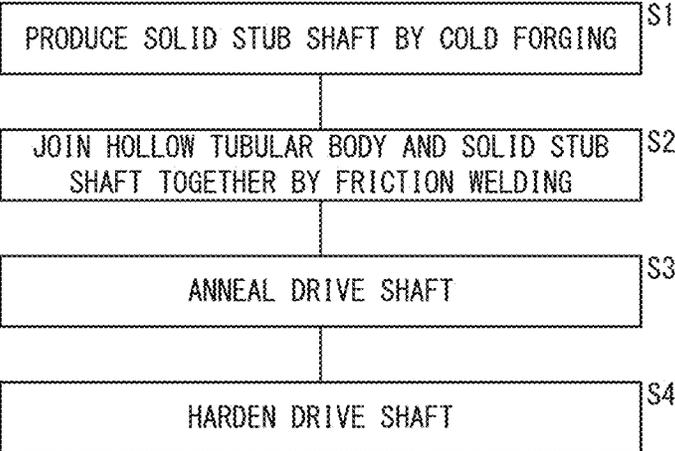 PRODUCE SOLID STUB SHAFT BY COLD FORGING
S1
JOIN HOLLOW TUBULAR BODY AND SOLID STUB
SHAFT TOGETHER BY FRICTION WELDING
S2
ANNEAL DRIVE SHAFT
S3
HARDEN DRIVE SHAFT
S4